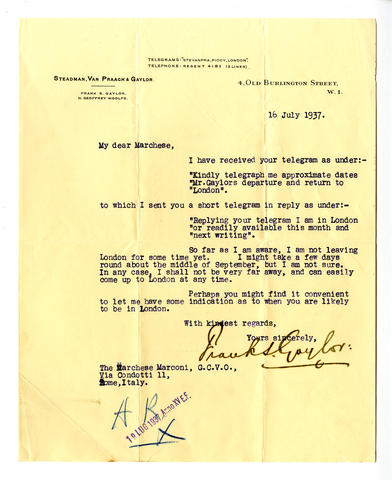 TELEGRAMS: "STEVANPRA, PICCY, LONDON".
TELEPHONE: REGENT 4181 (3 LINES)
STEADMAN, VAN PRAAGH & GAYLOR.
FRANK S. GAYLOR.
H. GEOFFREY WOOLFE.
4, OLD BURLINGTON STREET,
W. 1.
16 July 1937.
My dear Marchese,
I have received your telegram as under:-
"Kindly telegraph me approximate dates
"Mr.Gaylors departure and return to
"London".
to which I sent you a short telegram in reply as under:-
"Replying your telegram I am in London
"or readily available this month and
"next writing".
So far as I am aware, I am not leaving
London for some time yet. I might take a few days
round about the middle of September, but I am not sure.
In any case, I shall not be very far away, and can easily
come up to London at any time.
Perhaps you might find it convenient
to let me have some indication as to when you are likely
to be in London.
With kindest regards,
Yours sincerely,
Frank S Gaylor.
The Marchese Marconi, G.C.V.O.,
Via Condotti 11,
Rome,Italy.
A R
19 LUG 1937 ANNO XV E.F.
X